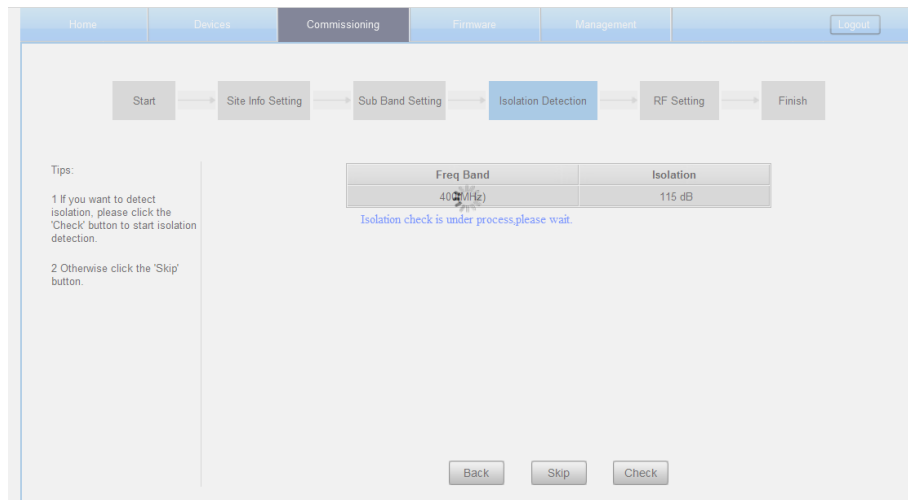 Home Devices Commissioning Firmware Management Logout
Start Site Info Setting Sub Band Setting Isolation Detection RF Setting Finish
Tips:
1 If you want to detect
isolation, please click the
'Check' button to start isolation
detection.
2 Otherwise click the 'Skip'
button.
Freq Band Isolation
400(MHz) 115 dB
Isolation check is under process,please wait.
Back Skip Check